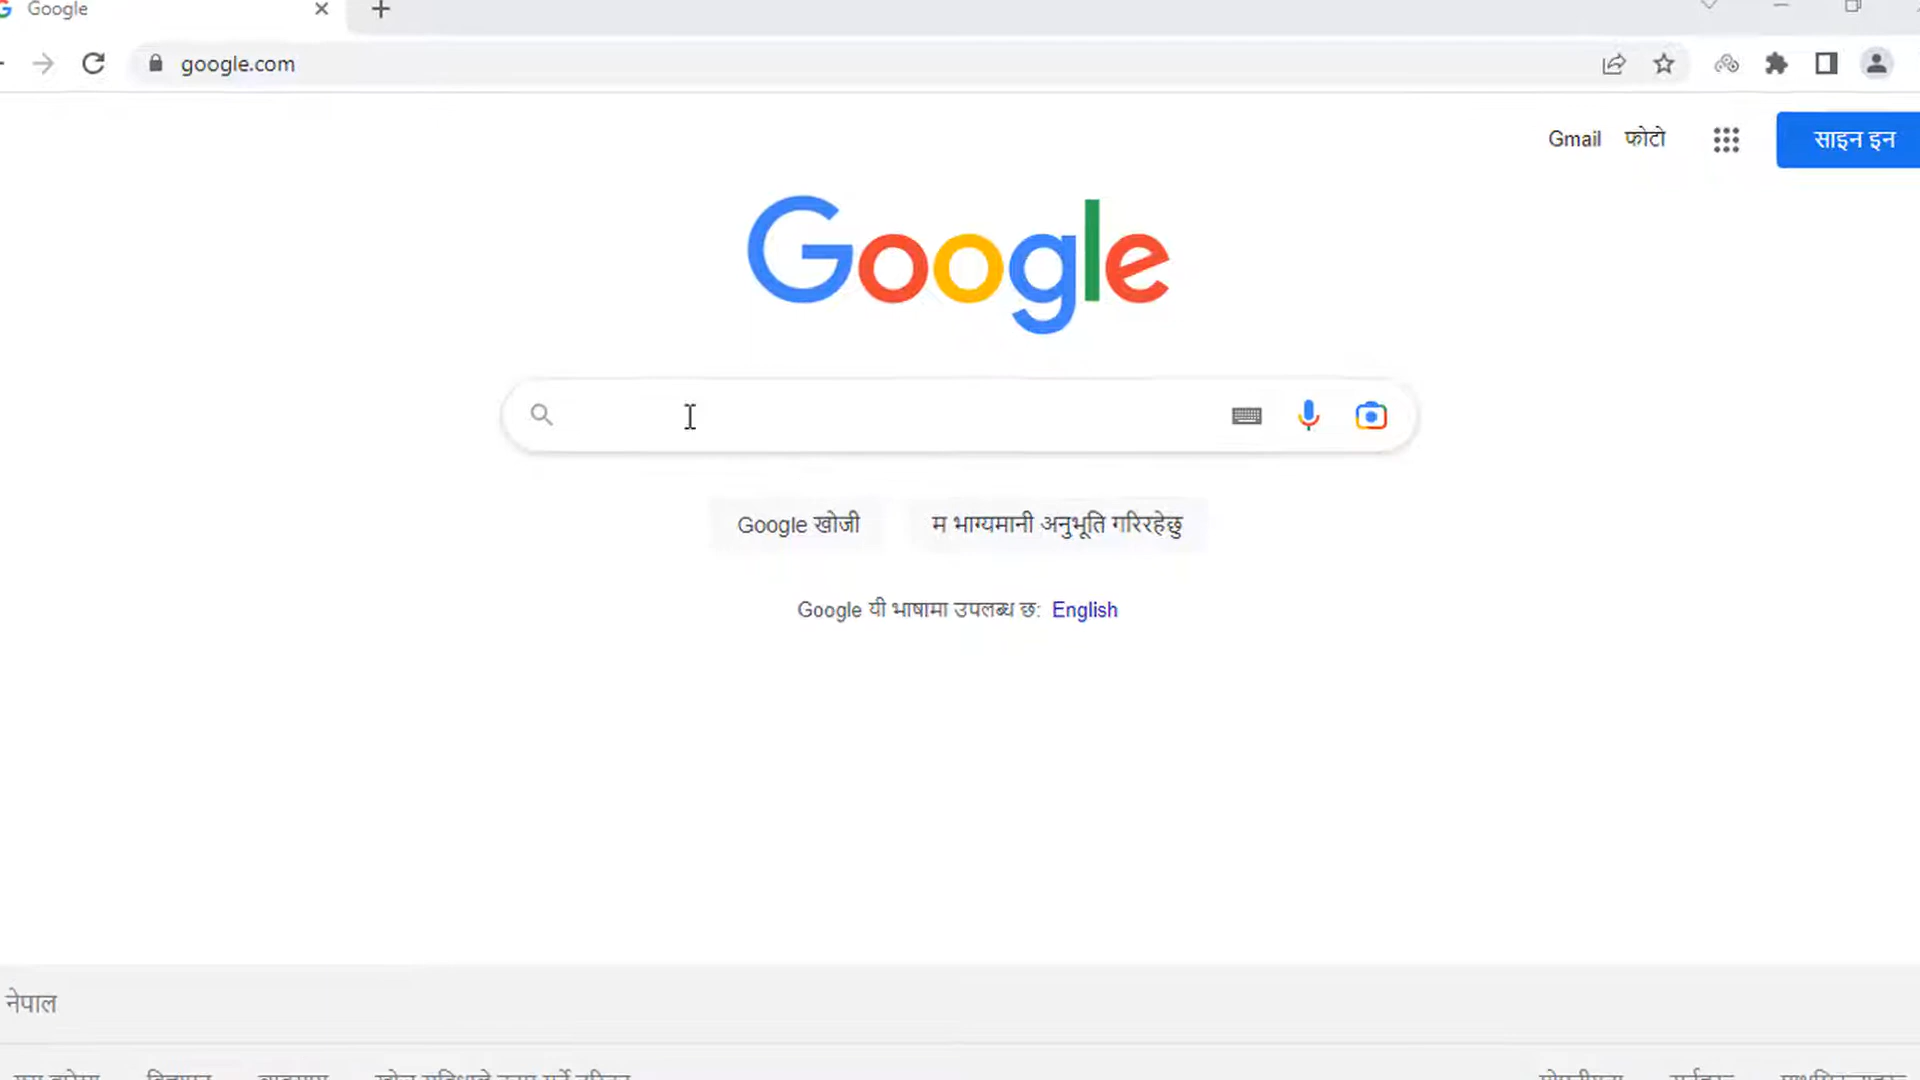 Google
google.com
Gmail फोटो साइन इन
Google
Google खोजी म भाग्यमानी अनुभूति गरिरहेछु
Google यी भाषामा उपलब्ध छ: English
नेपाल